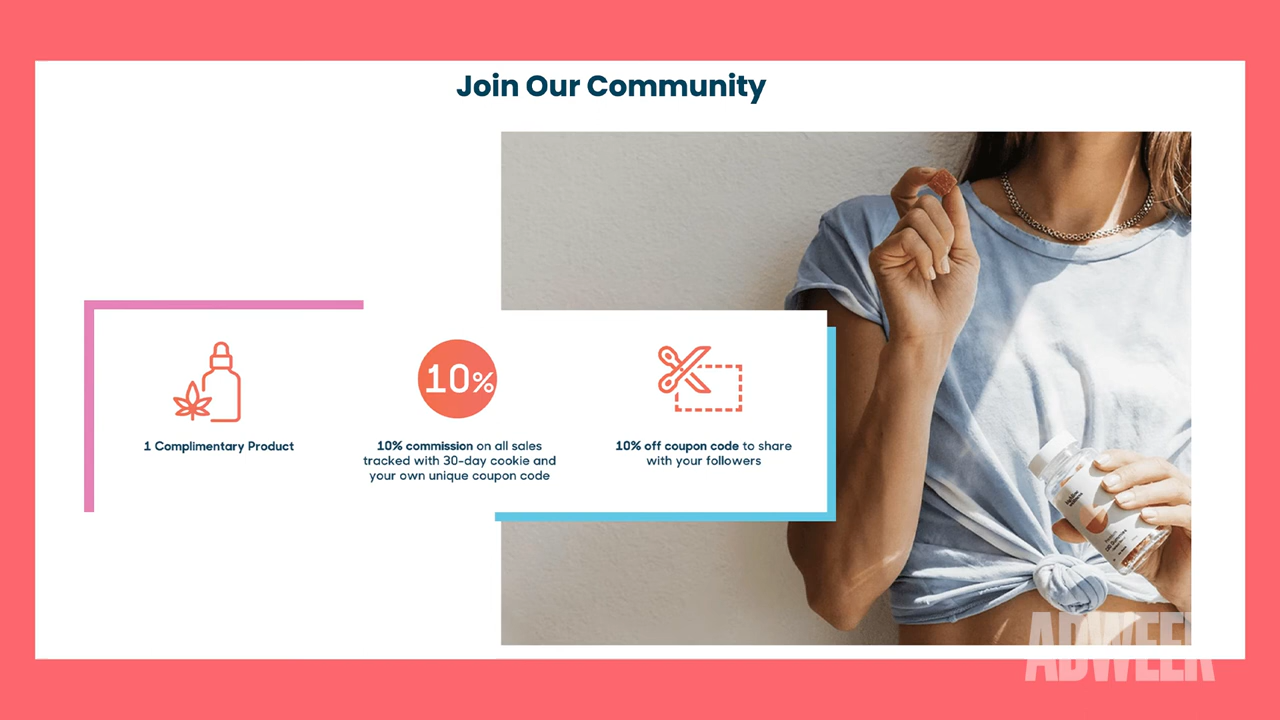 Join Our Community
10%
1 Complimentary Product
10% commission on all sales
tracked with 30-day cookie and
your own unique coupon code
10% off coupon code to share
with your followers
ADWEEK